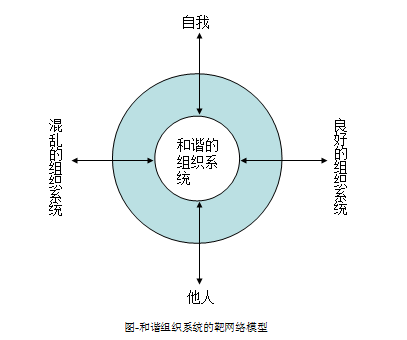 自我
混乱的组织系统
和谐的
组织系
统
良好的组织系统
他人
图-和谐组织系统的靶网络模型